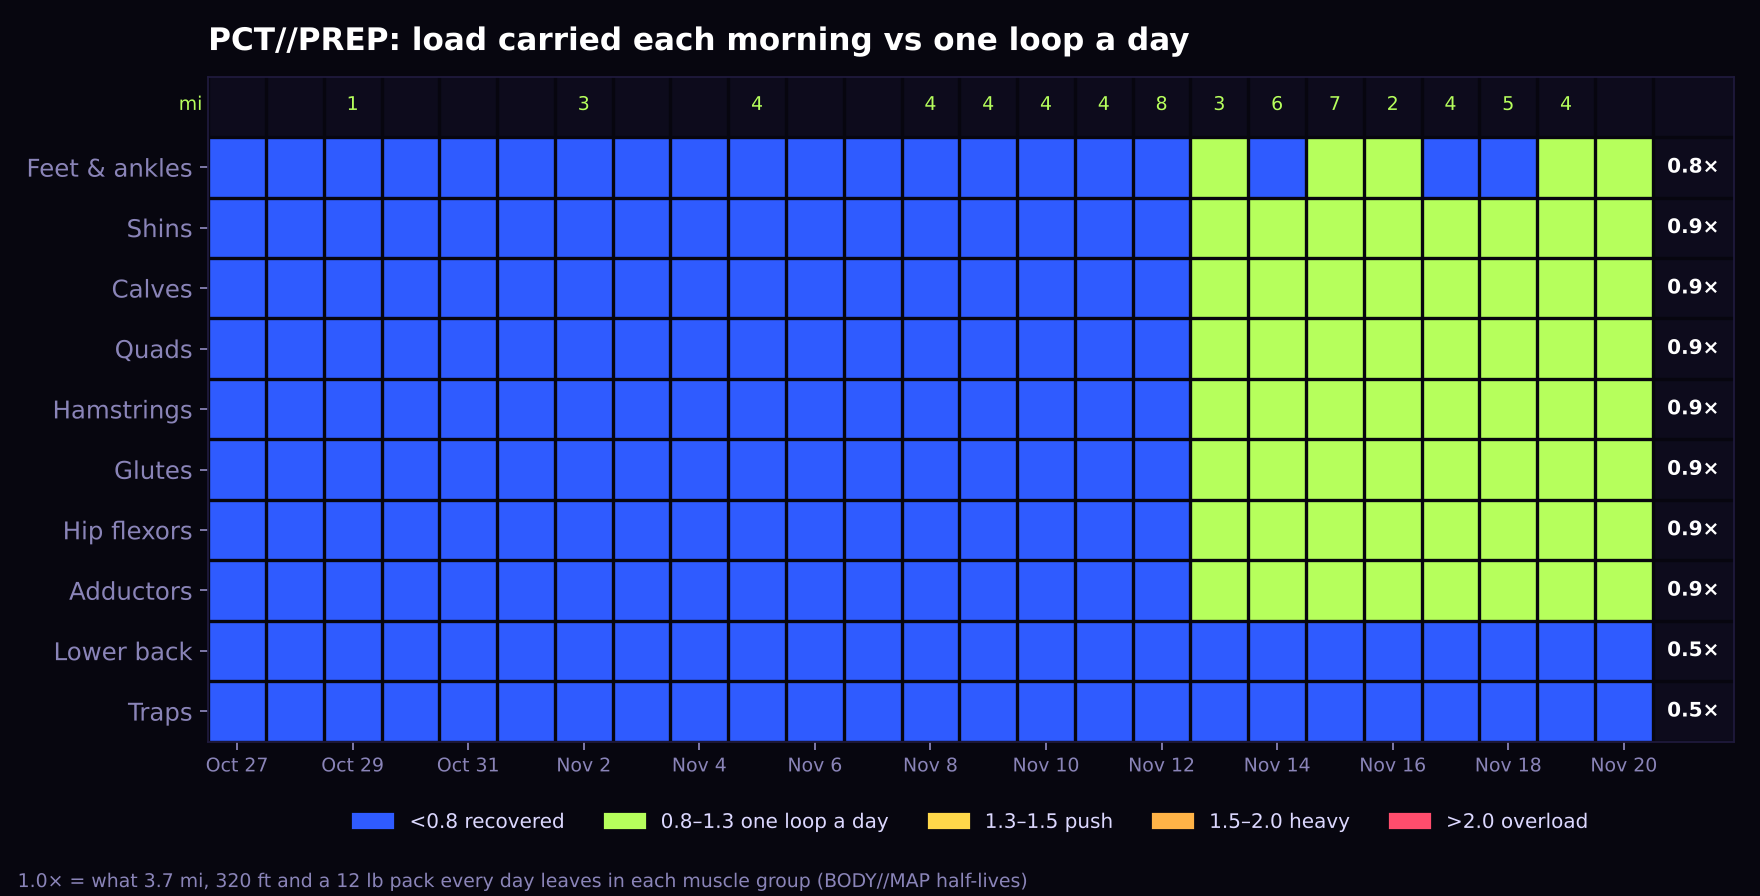 PCT//PREP: load carried each morning vs one loop a day
mi 1 3 4 4 4 4 4 8 3 6 7 2 4 5 4
Feet & ankles 0.8×
Shins 0.9×
Calves 0.9×
Quads 0.9×
Hamstrings 0.9×
Glutes 0.9×
Hip flexors 0.9×
Adductors 0.9×
Lower back 0.5×
Traps 0.5×
Oct 27 Oct 29 Oct 31 Nov 2 Nov 4 Nov 6 Nov 8 Nov 10 Nov 12 Nov 14 Nov 16 Nov 18 Nov 20
<0.8 recovered 0.8–1.3 one loop a day 1.3–1.5 push 1.5–2.0 heavy >2.0 overload
1.0× = what 3.7 mi, 320 ft and a 12 lb pack every day leaves in each muscle group (BODY//MAP half-lives)